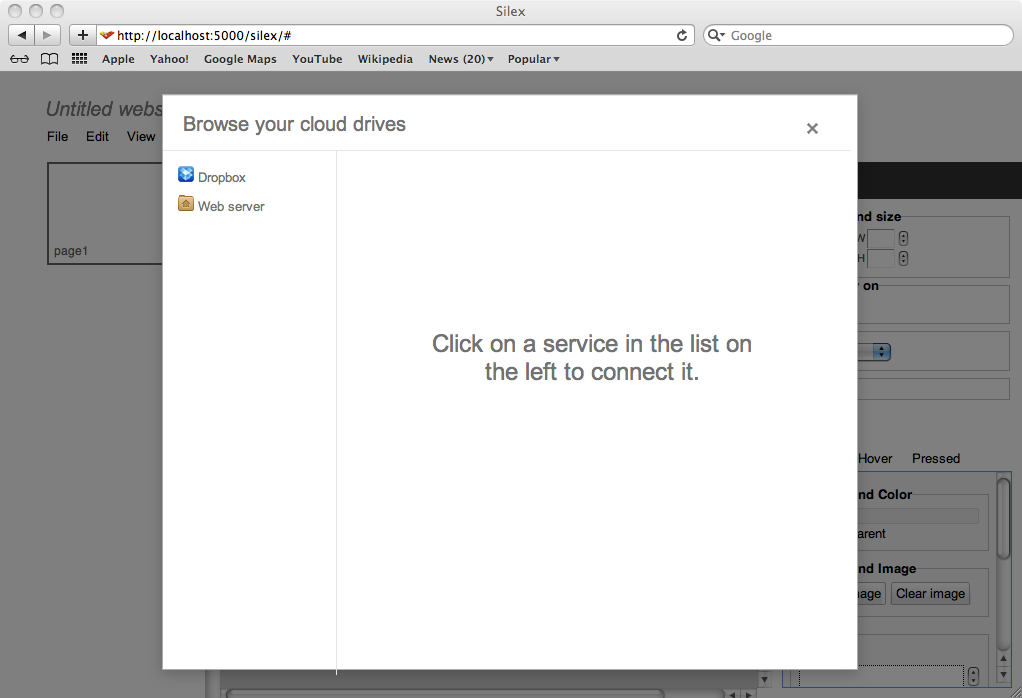 Silex
http://localhost:5000/silex/#
Google
Apple Yahoo! Google Maps YouTube Wikipedia News (20) Popular
Untitled webs
File Edit View
Browse your cloud drives
Dropbox
Web server
page1
Click on a service in the list on
the left to connect it.
nd size
W
H
on
Hover Pressed
nd Color
arent
nd Image
age Clear image